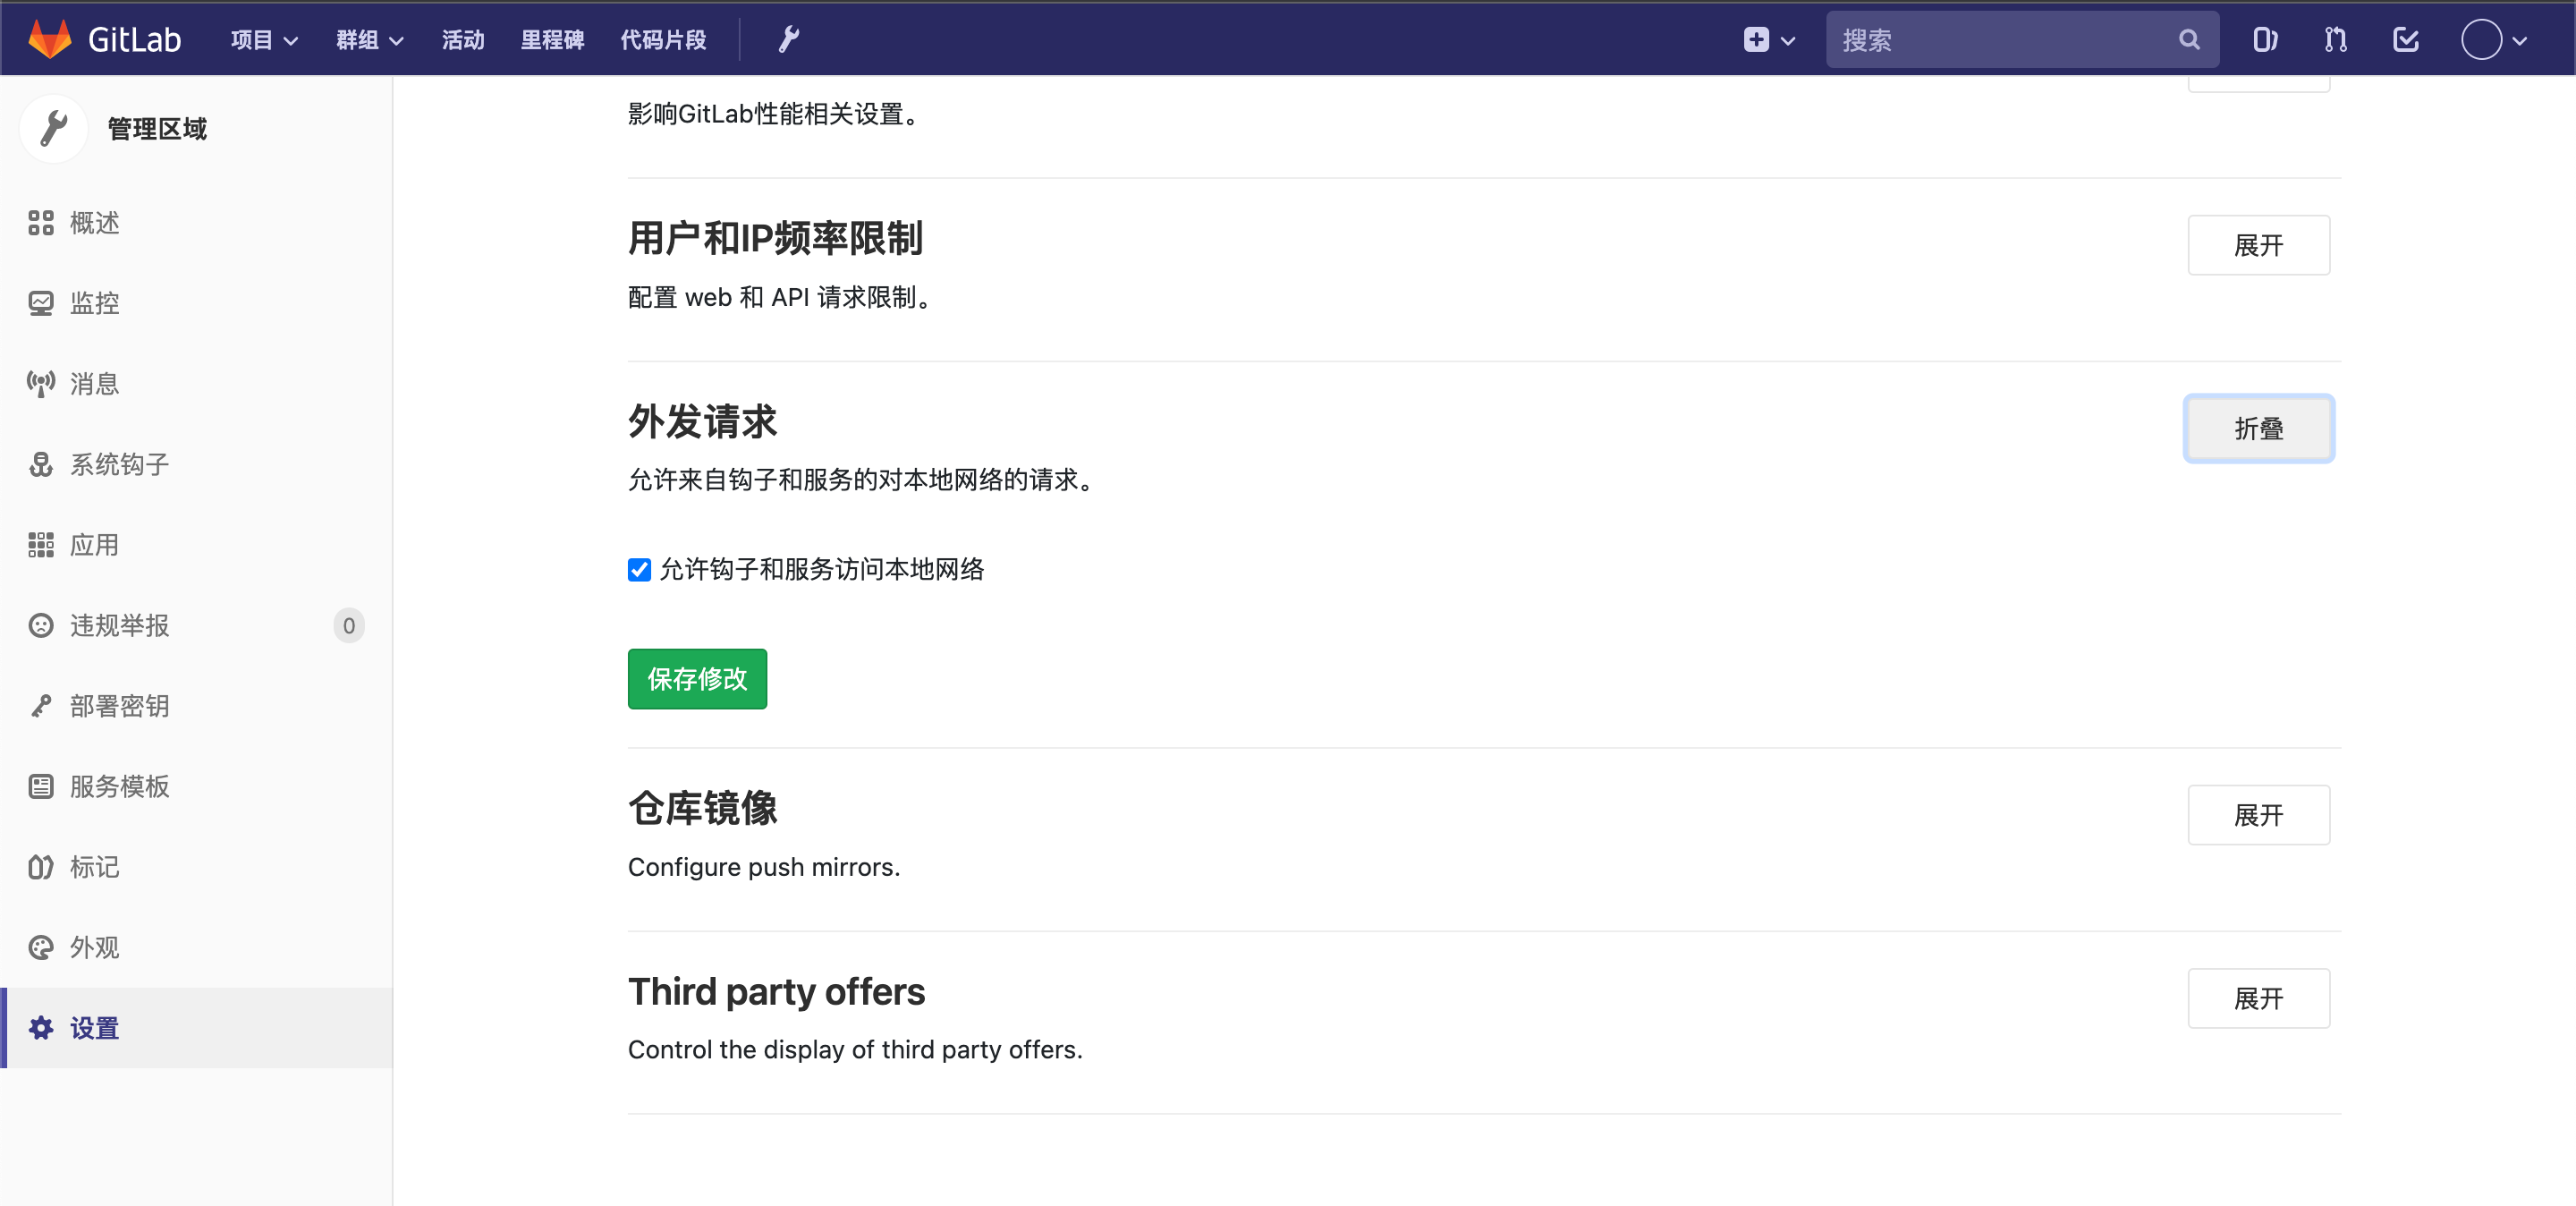 GitLab 项目 群组 活动 里程碑 代码片段 搜索
管理区域
概述
监控
消息
系统钩子
应用
违规举报 0
部署密钥
服务模板
标记
外观
设置
影响GitLab性能相关设置。
用户和IP频率限制 展开
配置 web 和 API 请求限制。
外发请求 折叠
允许来自钩子和服务的对本地网络的请求。
允许钩子和服务访问本地网络
保存修改
仓库镜像 展开
Configure push mirrors.
Third party offers 展开
Control the display of third party offers.